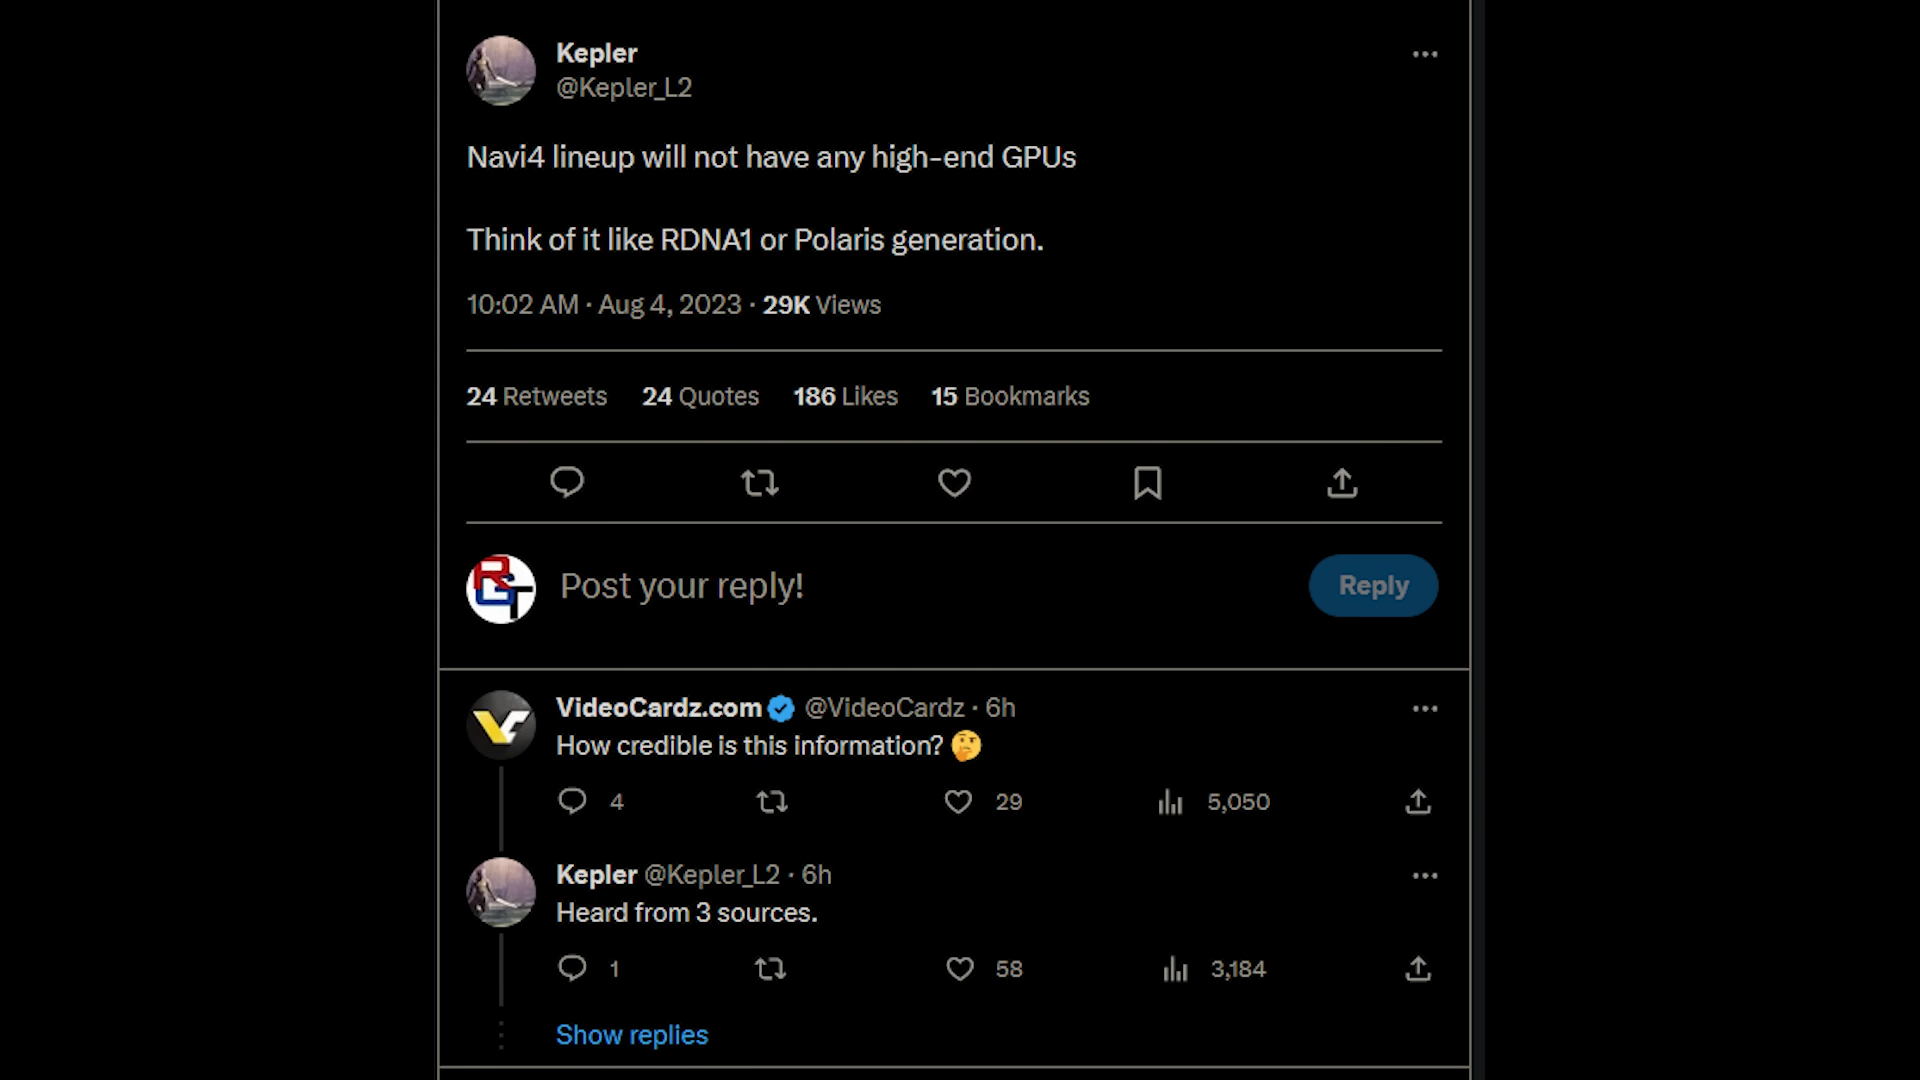 Kepler
@Kepler_L2
Navi4 lineup will not have any high-end GPUs
Think of it like RDNA1 or Polaris generation.
10:02 AM · Aug 4, 2023 · 29K Views
24 Retweets 24 Quotes 186 Likes 15 Bookmarks
RGT
Post your reply!
Reply
VideoCardz.com @VideoCardz · 6h
How credible is this information? 🤔
4 29 5,050
Kepler @Kepler_L2 · 6h
Heard from 3 sources.
1 58 3,184
Show replies